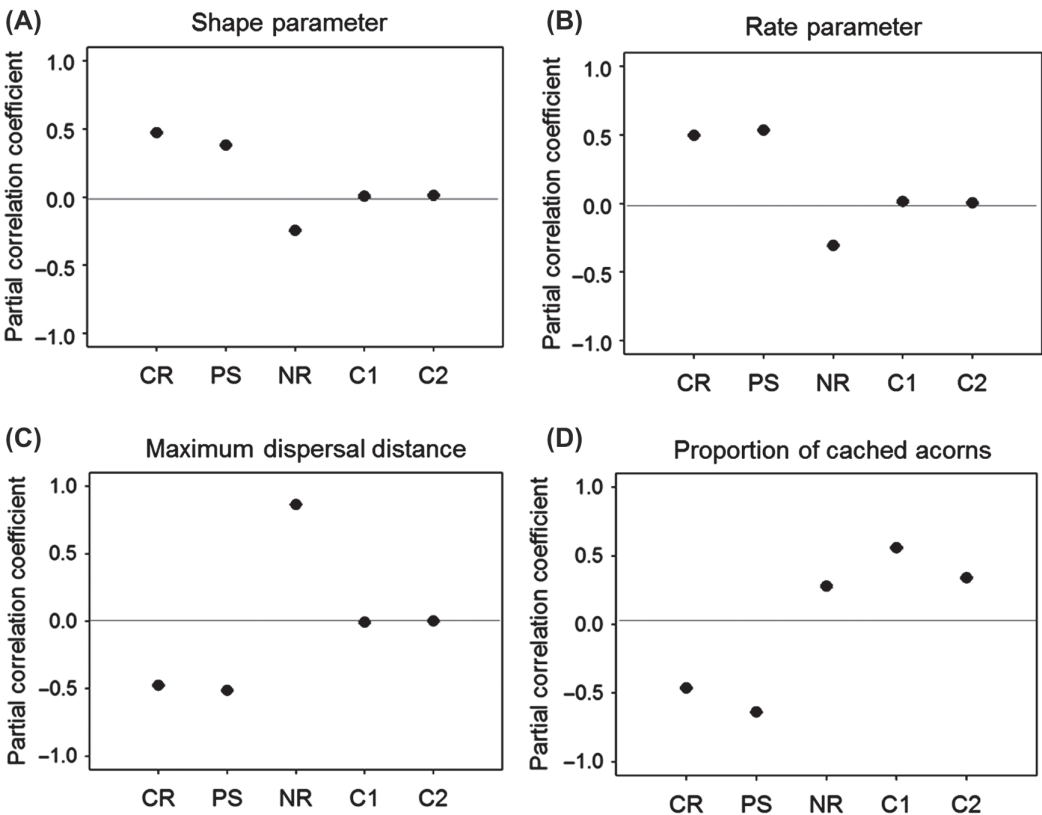 (A) Shape parameter
Partial correlation coefficient
1.0
0.5
0.0
−0.5
−1.0
CR PS NR C1 C2
(B) Rate parameter
Partial correlation coefficient
1.0
0.5
0.0
−0.5
−1.0
CR PS NR C1 C2
(C) Maximum dispersal distance
Partial correlation coefficient
1.0
0.5
0.0
−0.5
−1.0
CR PS NR C1 C2
(D) Proportion of cached acorns
Partial correlation coefficient
1.0
0.5
0.0
−0.5
−1.0
CR PS NR C1 C2